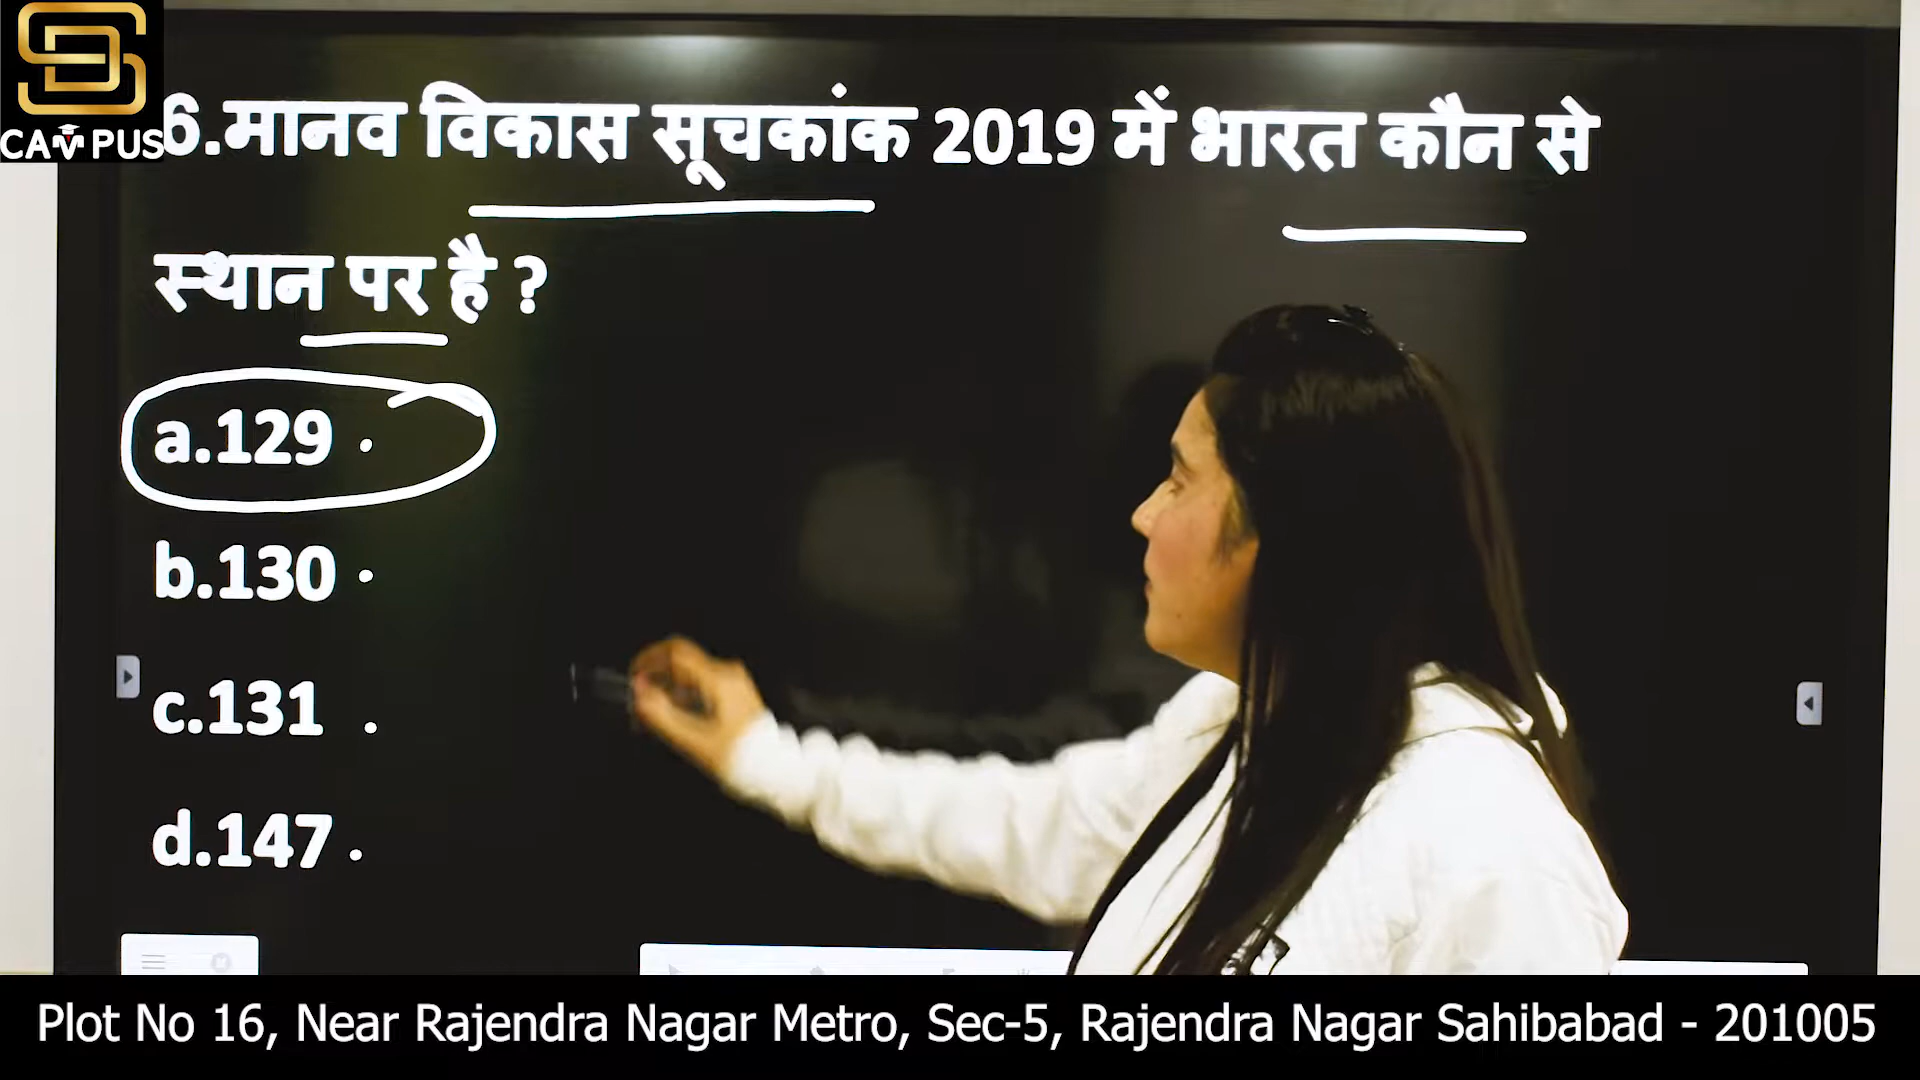 SD
CAMPUS
6.मानव विकास सूचकांक 2019 में भारत कौन से
स्थान पर है ?
a.129
b.130
c.131
d.147
Plot No 16, Near Rajendra Nagar Metro, Sec-5, Rajendra Nagar Sahibabad - 201005